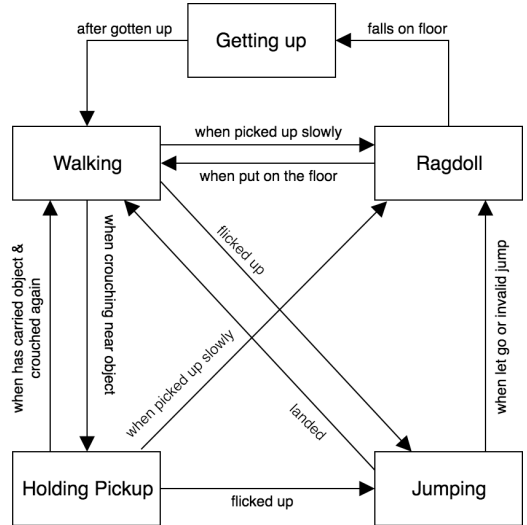 after gotten up
Getting up
falls on floor
Walking
when picked up slowly
when put on the floor
Ragdoll
flicked up
when has carried object &
crouched again
when crouching near object
when picked up slowly
landed
when let go or invalid jump
Holding Pickup
flicked up
Jumping